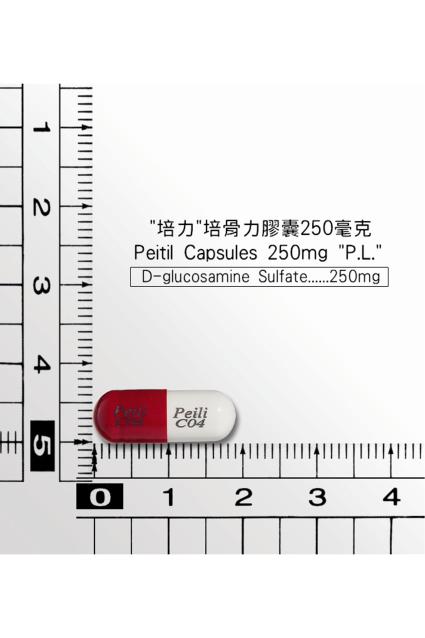 "培力"培骨力膠囊250毫克
Peitil Capsules 250mg "P.L."
D-glucosamine Sulfate......250mg
1
2
3
4
5
Peili Peili
C04 C04
0 1 2 3 4